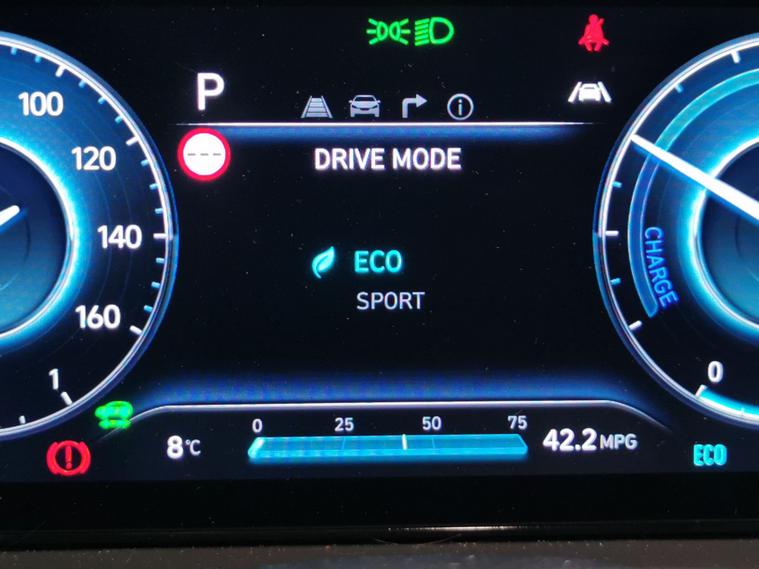 P
100
120
140
160
1
---
DRIVE MODE
ECO
SPORT
CHARGE
0
0 25 50 75
8°C
42.2 MPG
ECO